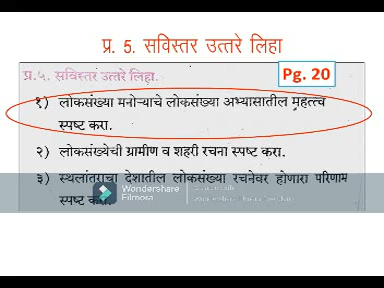 प्र. 5. सविस्तर उत्तरे लिहा
प्र.५. सविस्तर उत्तरे लिहा.
Pg. 20
१) लोकसंख्या मनोऱ्याचे लोकसंख्या अभ्यासातील महत्त्व
स्पष्ट करा.
२) लोकसंख्येची ग्रामीण व शहरी रचना स्पष्ट करा.
३) स्थलांतराचा देशातील लोकसंख्या रचनेवर होणारा परिणाम
स्पष्ट करा.
Wondershare
Filmora